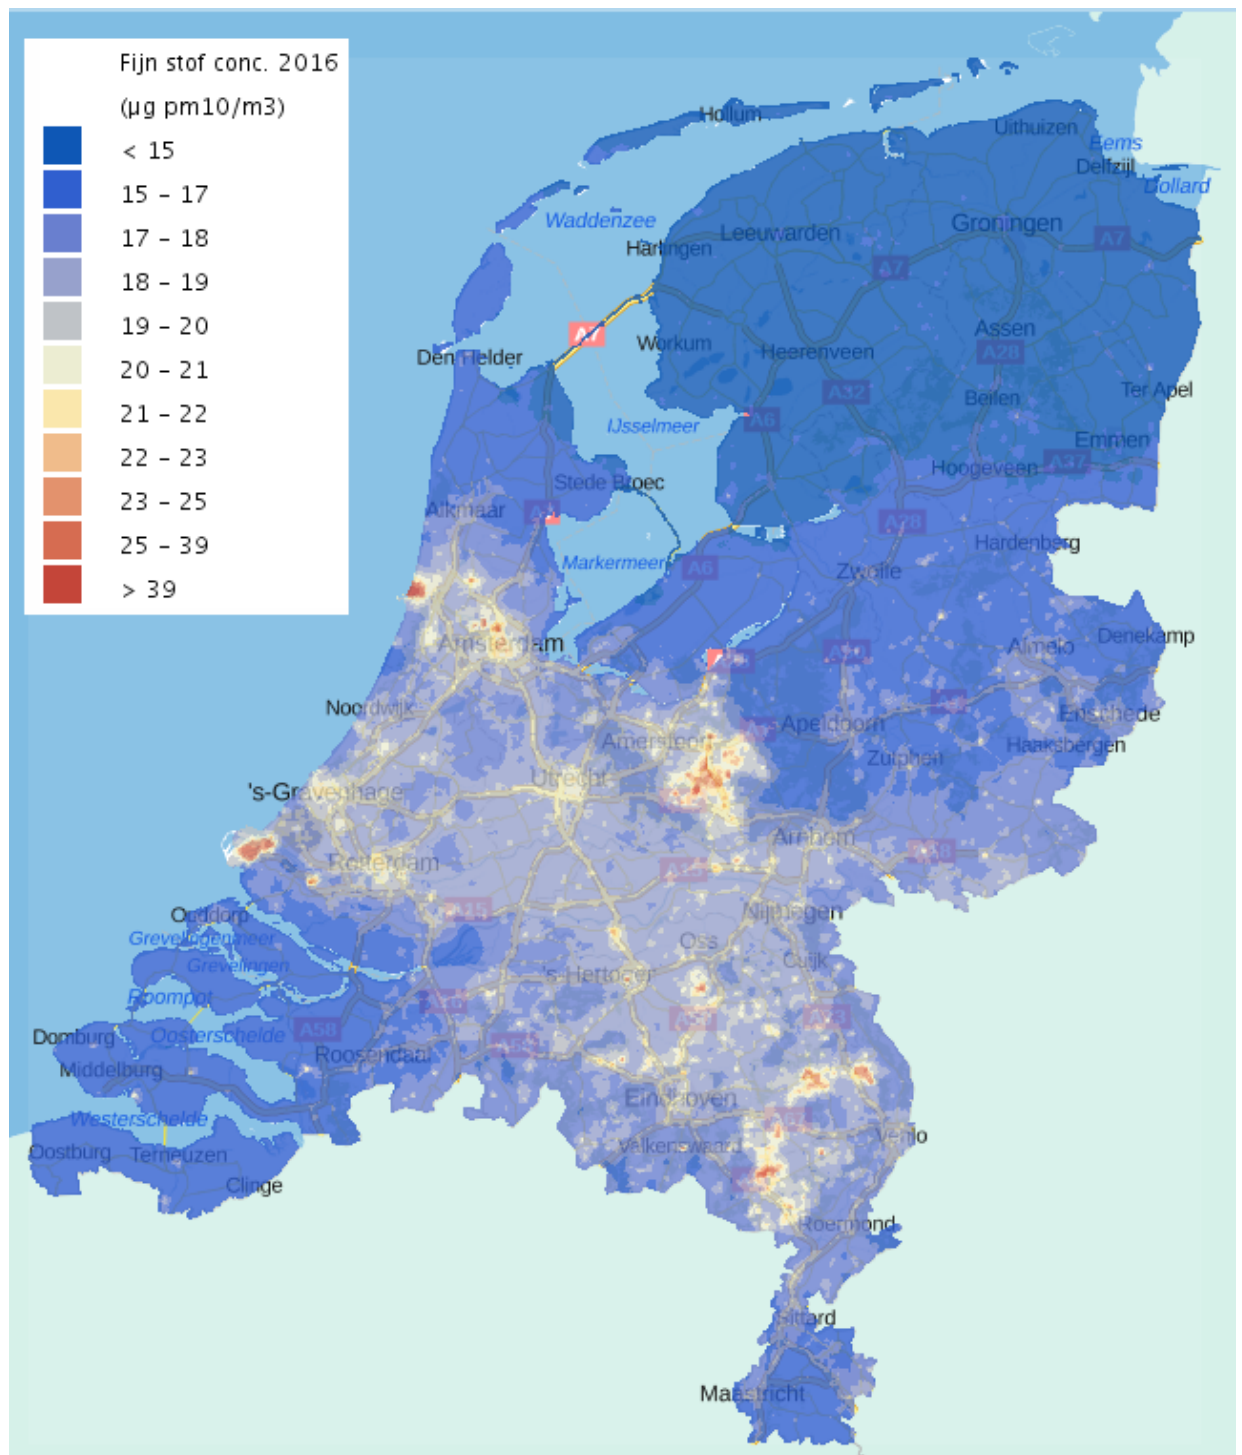 Fijn stof conc. 2016
(µg pm10/m3)
< 15
15 – 17
17 – 18
18 – 19
19 – 20
20 – 21
21 – 22
22 – 23
23 – 25
25 – 39
> 39
Hollum
Uithuizen
Eems
Delfzijl
Dollard
Waddenzee
Groningen
Leeuwarden
A7
Harlingen
A7
Assen
A7
Workum
Heerenveen
A28
Den Helder
Ter Apel
A32
Beilen
A6
IJsselmeer
Emmen
Hoogeveen
A37
Stede Broec
Alkmaar
A28
Hardenberg
Markermeer
A6
Zwolle
Denekamp
Amsterdam
Almelo
A50
Noordwijk
Enschede
Apeldoorn
Amersfoort
Haaksbergen
Zutphen
Utrecht
's-Gravenhage
Arnhem
Rotterdam
A18
A15
Nijmegen
Ouddorp
A15
Grevelingenmeer
Oss
Grevelingen
Cuijk
's-Hertoger
Roompot
A58
Domburg
Oosterschelde
Roosendaal
Middelburg
Eindhoven
Westerschelde
Venlo
Valkenswaard
Oostburg
Terneuzen
Clinge
Roermond
Sittard
Maastricht